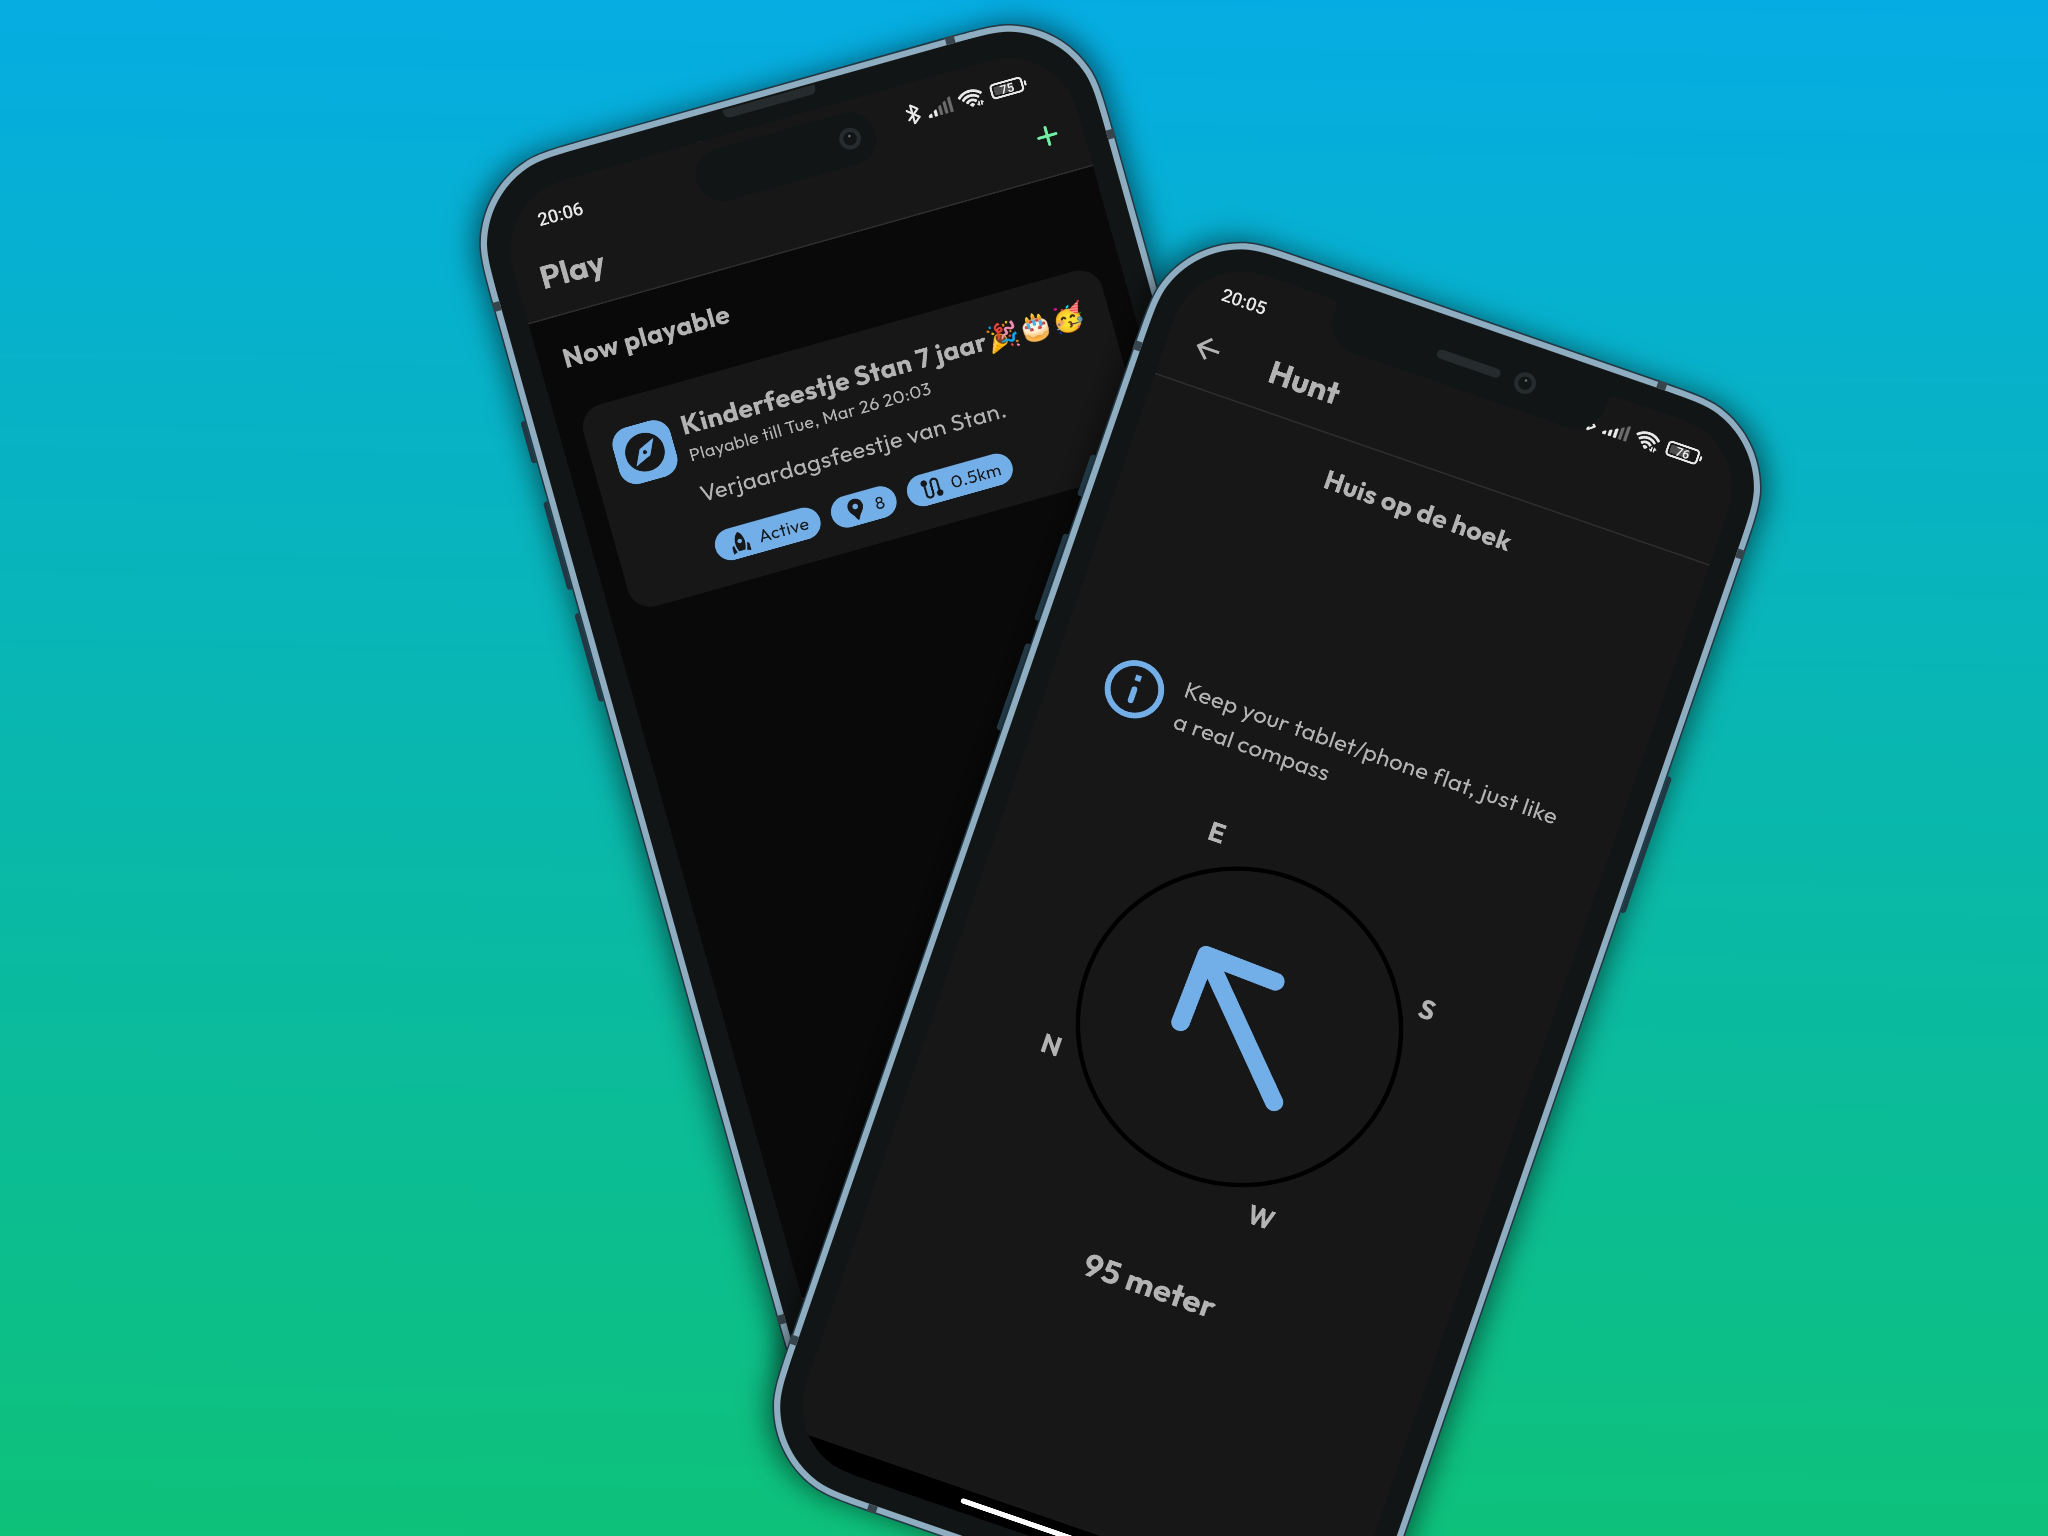 20:06
75
Play
Now playable
Kinderfeestje Stan 7 jaar🎉🎂🥳
Playable till Tue, Mar 26 20:03
Verjaardagsfeestje van Stan.
Active
8
0.5km
20:05
76
Hunt
Huis op de hoek
Keep your tablet/phone flat, just like
a real compass
E
S
N
W
95 meter